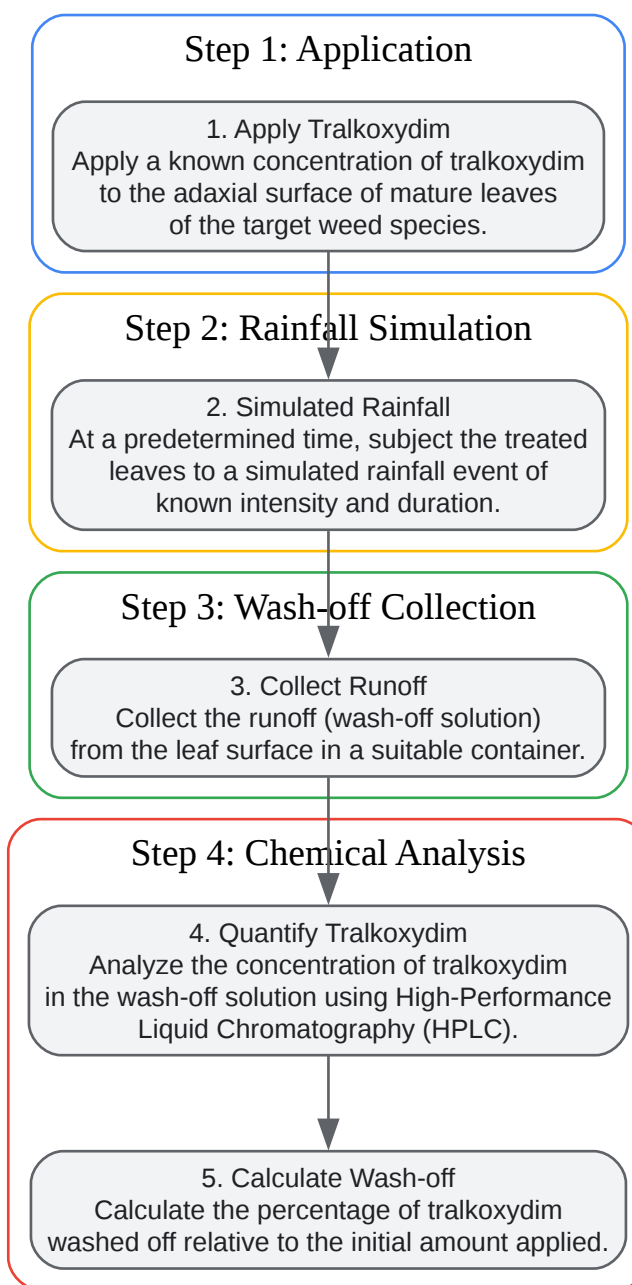 Step 1: Application
1. Apply Tralkoxydim
Apply a known concentration of tralkoxydim
to the adaxial surface of mature leaves
of the target weed species.
Step 2: Rainfall Simulation
2. Simulated Rainfall
At a predetermined time, subject the treated
leaves to a simulated rainfall event of
known intensity and duration.
Step 3: Wash-off Collection
3. Collect Runoff
Collect the runoff (wash-off solution)
from the leaf surface in a suitable container.
Step 4: Chemical Analysis
4. Quantify Tralkoxydim
Analyze the concentration of tralkoxydim
in the wash-off solution using High-Performance
Liquid Chromatography (HPLC).
5. Calculate Wash-off
Calculate the percentage of tralkoxydim
washed off relative to the initial amount applied.